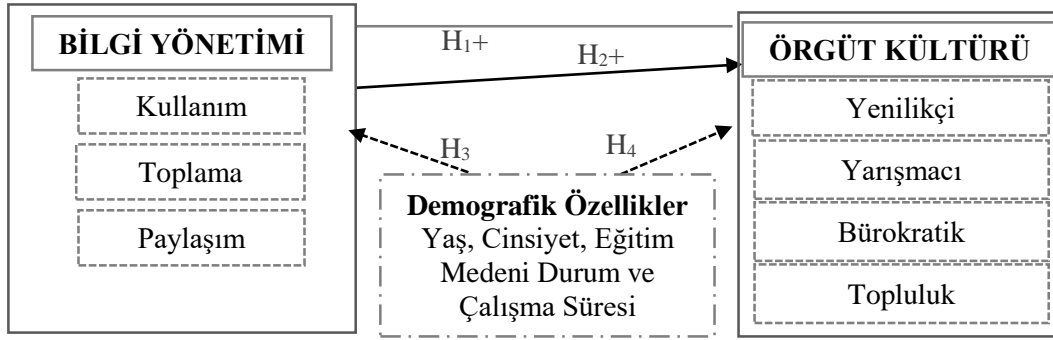 BİLGİ YÖNETİMİ
Kullanım
Toplama
Paylaşım
H₁+
H₂+
H₃
H₄
Demografik Özellikler
Yaş, Cinsiyet, Eğitim
Medeni Durum ve
Çalışma Süresi
ÖRGÜT KÜLTÜRÜ
Yenilikçi
Yarışmacı
Bürokratik
Topluluk